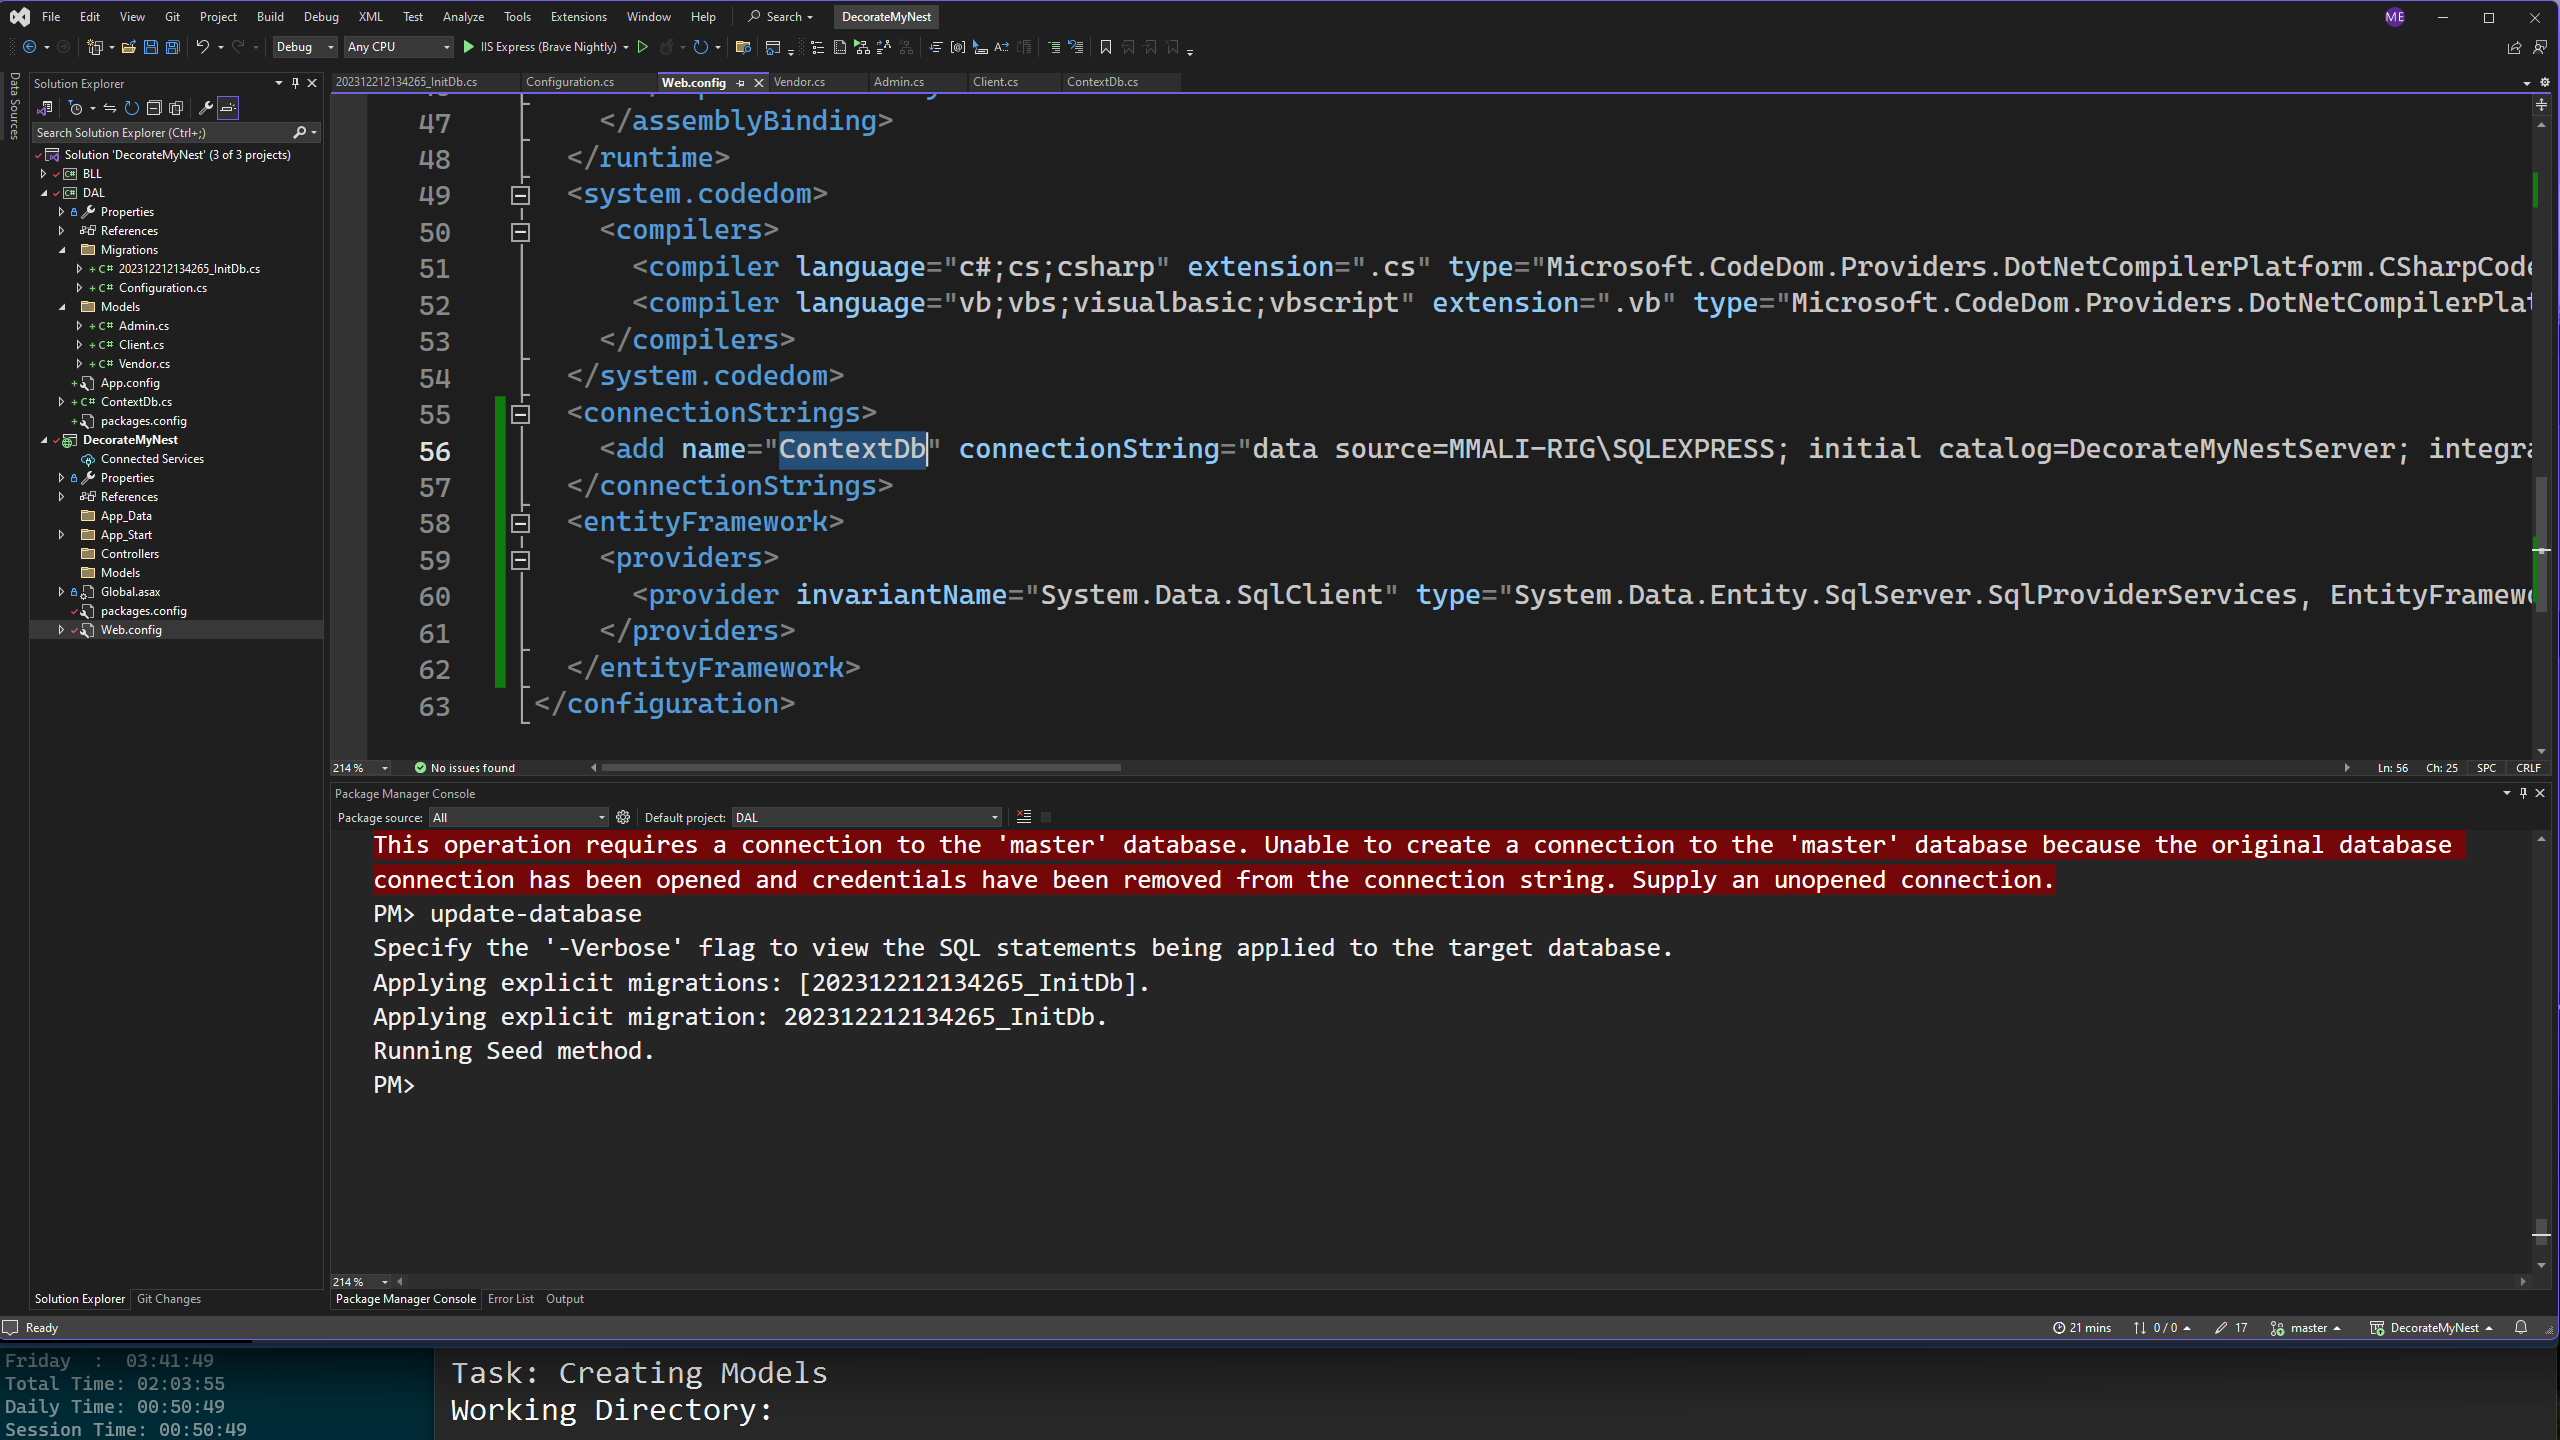 File Edit View Git Project Build Debug XML Test Analyze Tools Extensions Window Help Search DecorateMyNest ME
Debug Any CPU IIS Express (Brave Nightly)
Data Sources
Solution Explorer
Search Solution Explorer (Ctrl+;)
Solution 'DecorateMyNest' (3 of 3 projects)
BLL
DAL
Properties
References
Migrations
202312212134265_InitDb.cs
Configuration.cs
Models
Admin.cs
Client.cs
Vendor.cs
App.config
ContextDb.cs
packages.config
DecorateMyNest
Connected Services
Properties
References
App_Data
App_Start
Controllers
Models
Global.asax
packages.config
Web.config
Solution Explorer Git Changes
202312212134265_InitDb.cs Configuration.cs Web.config Vendor.cs Admin.cs Client.cs ContextDb.cs
47 </assemblyBinding>
48 </runtime>
49 <system.codedom>
50 <compilers>
51 <compiler language="c#;cs;csharp" extension=".cs" type="Microsoft.CodeDom.Providers.DotNetCompilerPlatform.CSharpCode
52 <compiler language="vb;vbs;visualbasic;vbscript" extension=".vb" type="Microsoft.CodeDom.Providers.DotNetCompilerPlat
53 </compilers>
54 </system.codedom>
55 <connectionStrings>
56 <add name="ContextDb" connectionString="data source=MMALI-RIG\SQLEXPRESS; initial catalog=DecorateMyNestServer; integra
57 </connectionStrings>
58 <entityFramework>
59 <providers>
60 <provider invariantName="System.Data.SqlClient" type="System.Data.Entity.SqlServer.SqlProviderServices, EntityFramewo
61 </providers>
62 </entityFramework>
63 </configuration>
214 % No issues found Ln: 56 Ch: 25 SPC CRLF
Package Manager Console
Package source: All Default project: DAL
This operation requires a connection to the 'master' database. Unable to create a connection to the 'master' database because the original database
connection has been opened and credentials have been removed from the connection string. Supply an unopened connection.
PM> update-database
Specify the '-Verbose' flag to view the SQL statements being applied to the target database.
Applying explicit migrations: [202312212134265_InitDb].
Applying explicit migration: 202312212134265_InitDb.
Running Seed method.
PM>
214 %
Package Manager Console Error List Output
Ready 21 mins 0 / 0 17 master DecorateMyNest
Friday : 03:41:49
Total Time: 02:03:55
Daily Time: 00:50:49
Session Time: 00:50:49
Task: Creating Models
Working Directory: